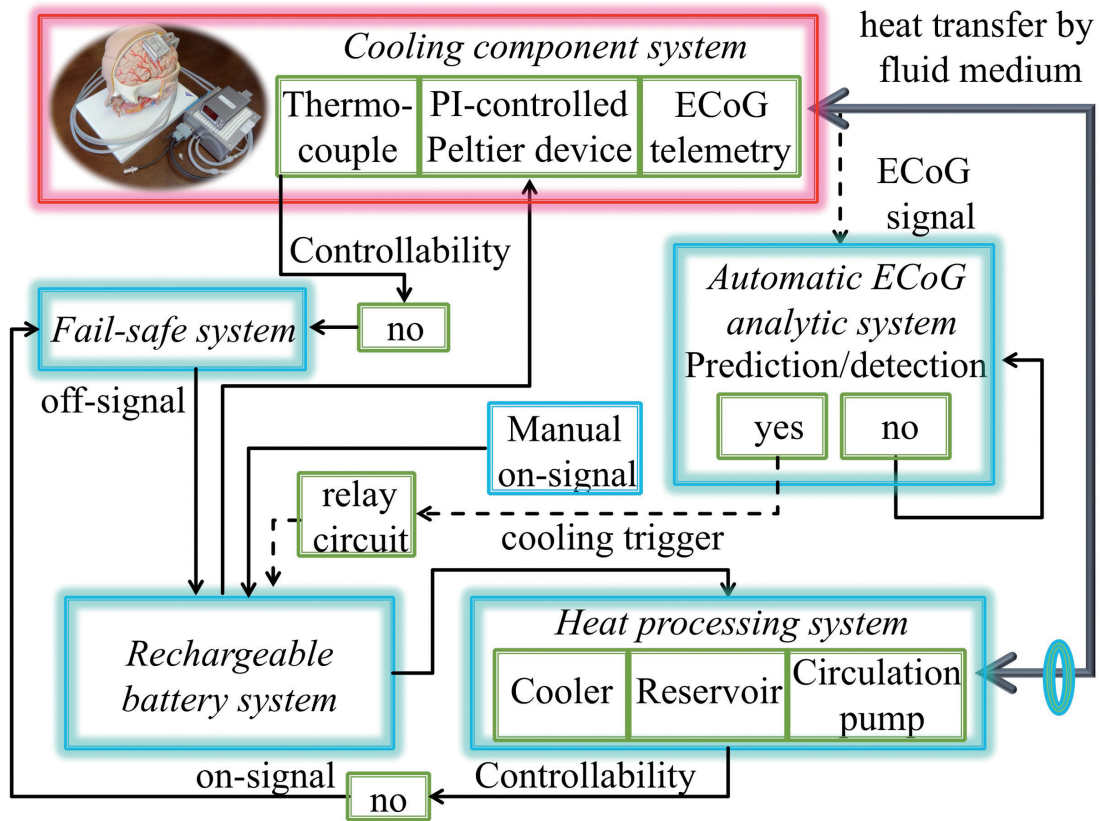 heat transfer by
fluid medium
Cooling component system
Thermo-
couple
PI-controlled
Peltier device
ECoG
telemetry
ECoG
signal
Controllability
no
Fail-safe system
off-signal
Automatic ECoG
analytic system
Prediction/detection
yes
no
Manual
on-signal
relay
circuit
cooling trigger
Rechargeable
battery system
Heat processing system
Cooler
Reservoir
Circulation
pump
on-signal
no
Controllability